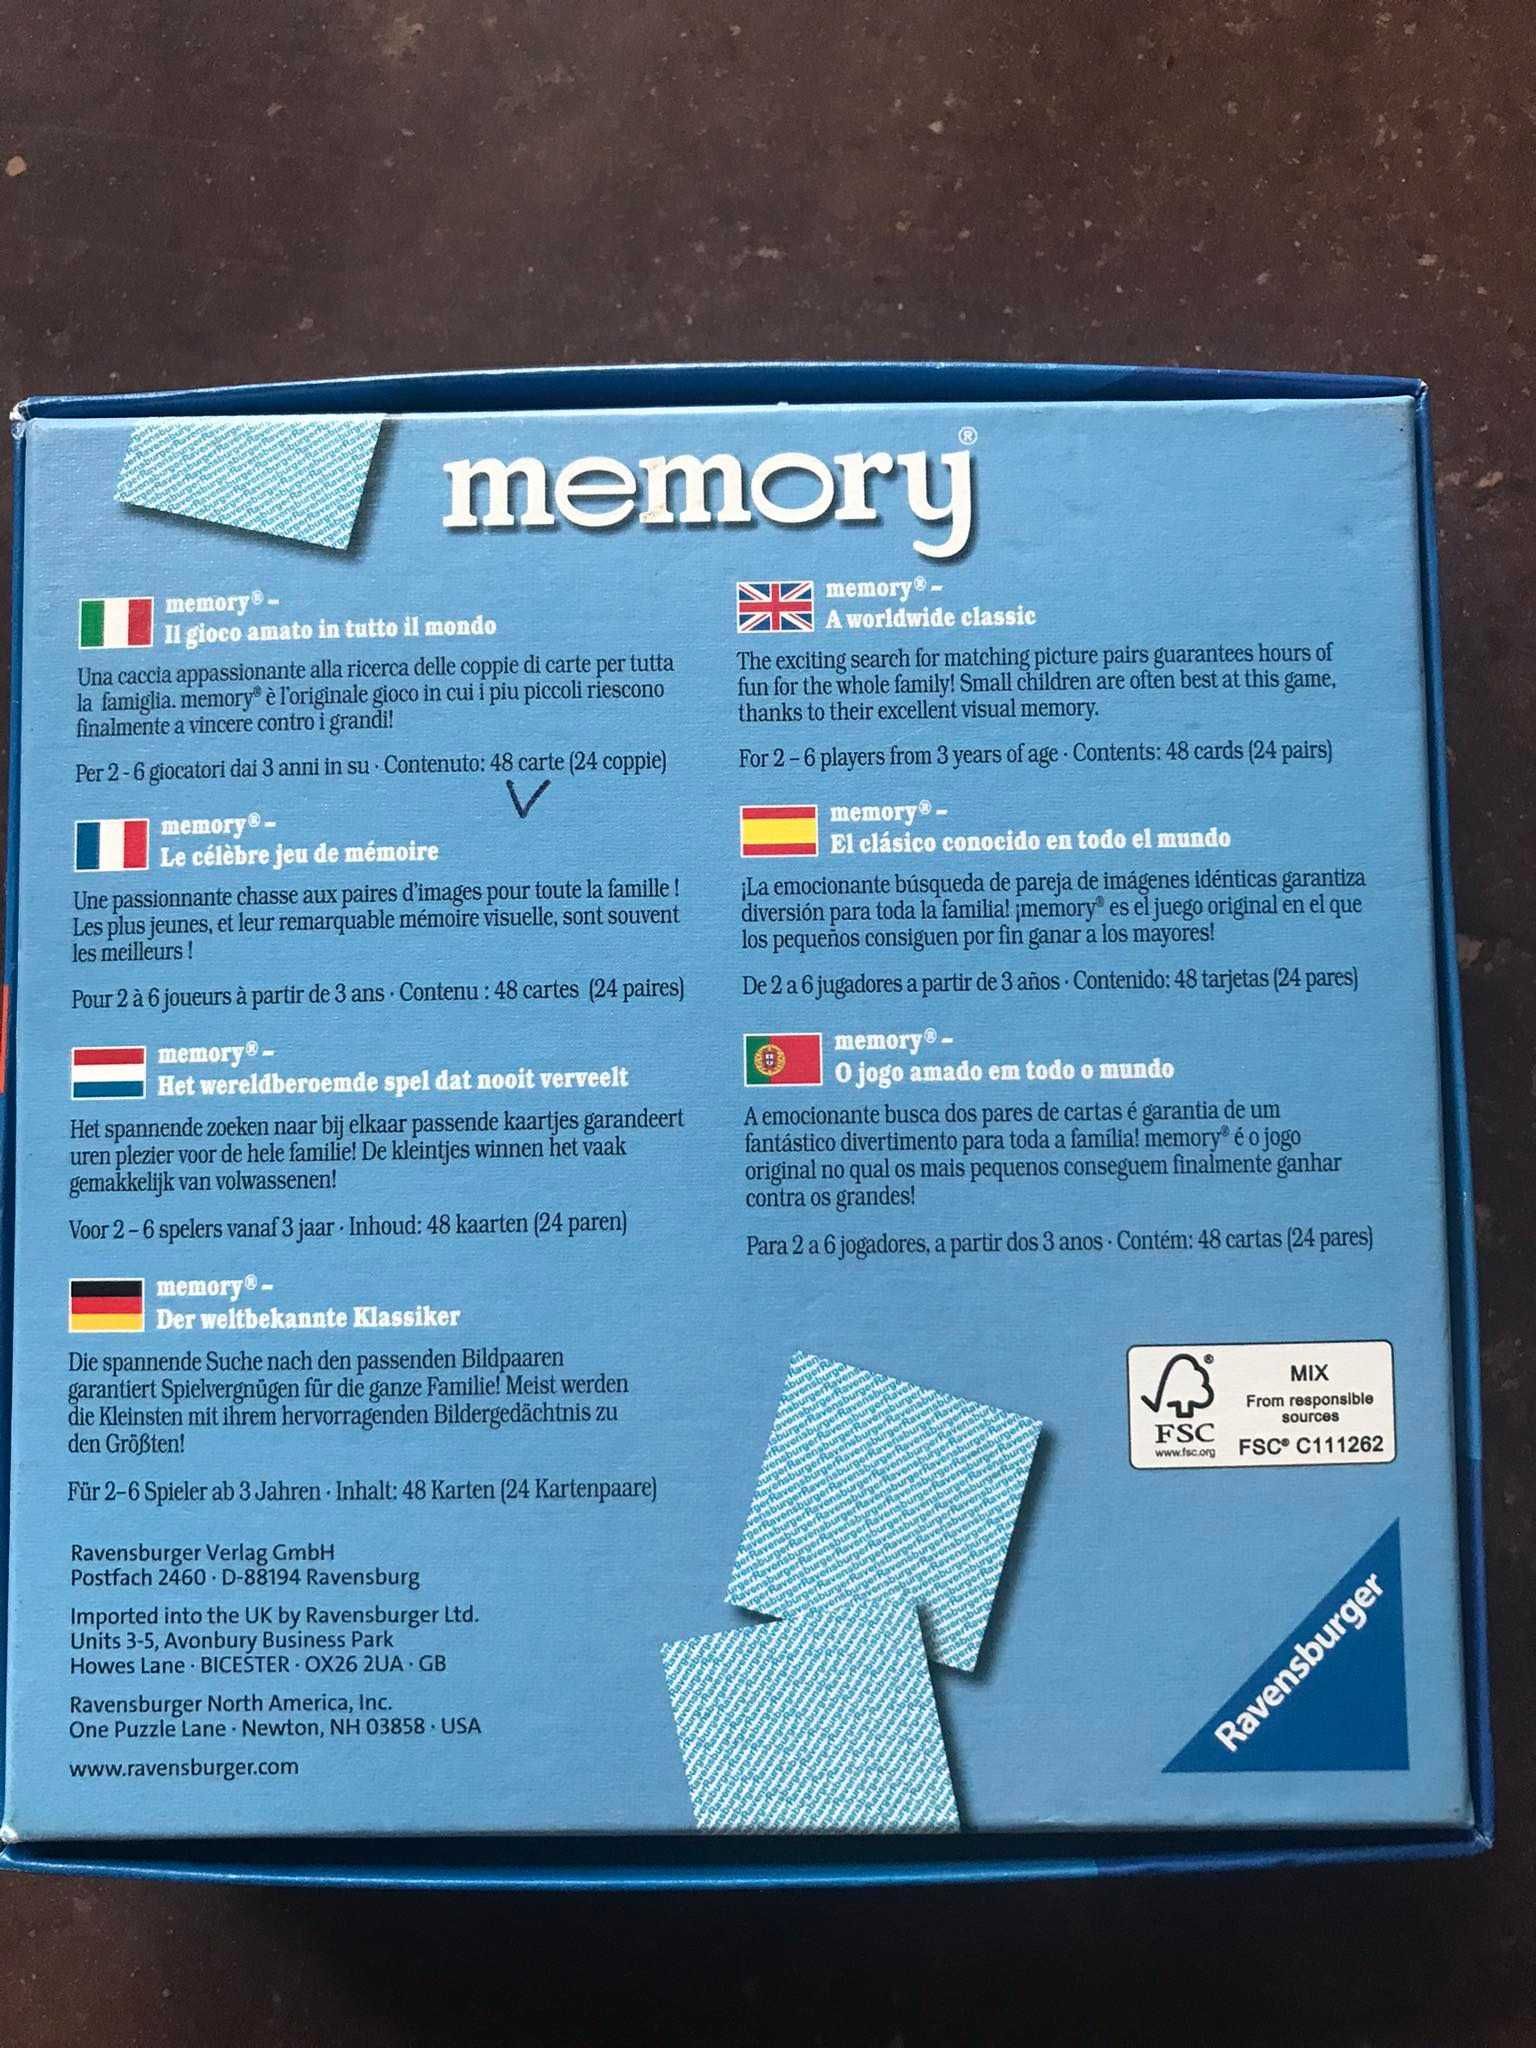 memory®
memory® –
Il gioco amato in tutto il mondo
Una caccia appassionante alla ricerca delle coppie di carte per tutta
la famiglia. memory® è l'originale gioco in cui i piu piccoli riescono
finalmente a vincere contro i grandi!
Per 2 - 6 giocatori dai 3 anni in su · Contenuto: 48 carte (24 coppie)
memory® –
Le célèbre jeu de mémoire
Une passionnante chasse aux paires d'images pour toute la famille !
Les plus jeunes, et leur remarquable mémoire visuelle, sont souvent
les meilleurs !
Pour 2 à 6 joueurs à partir de 3 ans · Contenu : 48 cartes (24 paires)
memory® –
Het wereldberoemde spel dat nooit verveelt
Het spannende zoeken naar bij elkaar passende kaartjes garandeert
uren plezier voor de hele familie! De kleintjes winnen het vaak
gemakkelijk van volwassenen!
Voor 2 – 6 spelers vanaf 3 jaar · Inhoud: 48 kaarten (24 paren)
memory® –
Der weltbekannte Klassiker
Die spannende Suche nach den passenden Bildpaaren
garantiert Spielvergnügen für die ganze Familie! Meist werden
die Kleinsten mit ihrem hervorragenden Bildergedächtnis zu
den Größten!
Für 2–6 Spieler ab 3 Jahren · Inhalt: 48 Karten (24 Kartenpaare)
Ravensburger Verlag GmbH
Postfach 2460 · D-88194 Ravensburg
Imported into the UK by Ravensburger Ltd.
Units 3-5, Avonbury Business Park
Howes Lane · BICESTER · OX26 2UA · GB
Ravensburger North America, Inc.
One Puzzle Lane · Newton, NH 03858 · USA
www.ravensburger.com
memory® –
A worldwide classic
The exciting search for matching picture pairs guarantees hours of
fun for the whole family! Small children are often best at this game,
thanks to their excellent visual memory.
For 2 – 6 players from 3 years of age · Contents: 48 cards (24 pairs)
memory® –
El clásico conocido en todo el mundo
¡La emocionante búsqueda de pareja de imágenes idénticas garantiza
diversión para toda la familia! ¡memory® es el juego original en el que
los pequeños consiguen por fin ganar a los mayores!
De 2 a 6 jugadores a partir de 3 años · Contenido: 48 tarjetas (24 pares)
memory® –
O jogo amado em todo o mundo
A emocionante busca dos pares de cartas é garantia de um
fantástico divertimento para toda a família! memory® é o jogo
original no qual os mais pequenos conseguem finalmente ganhar
contra os grandes!
Para 2 a 6 jogadores, a partir dos 3 anos · Contém: 48 cartas (24 pares)
®
FSC
www.fsc.org
MIX
From responsible
sources
FSC® C111262
Ravensburger